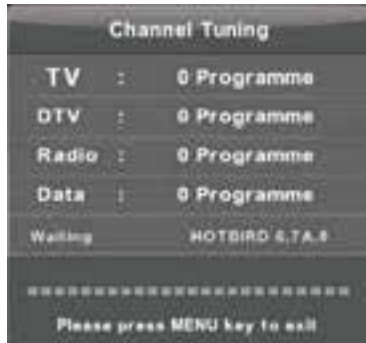 Channel Tuning
TV : 0 Programme
DTV : 0 Programme
Radio : 0 Programme
Data : 0 Programme
Waiting HOTBIRD 6,7A,8
Please press MENU key to exit